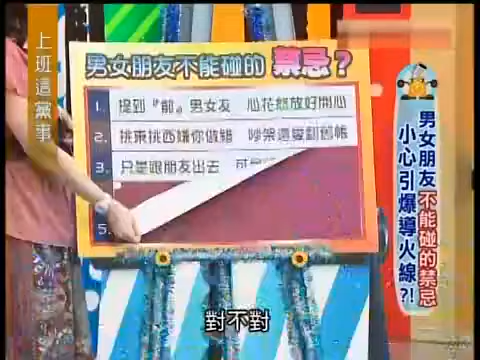 上班這黨事
男女朋友不能碰的 禁忌？
1. 提到『前』男女友 心花怒放好開心
2. 挑東挑西嫌你做錯 吵架還愛翻舊帳
3. 只是跟朋友出去
5.
男女朋友不能碰的禁忌
小心引爆導火線?!
對不對